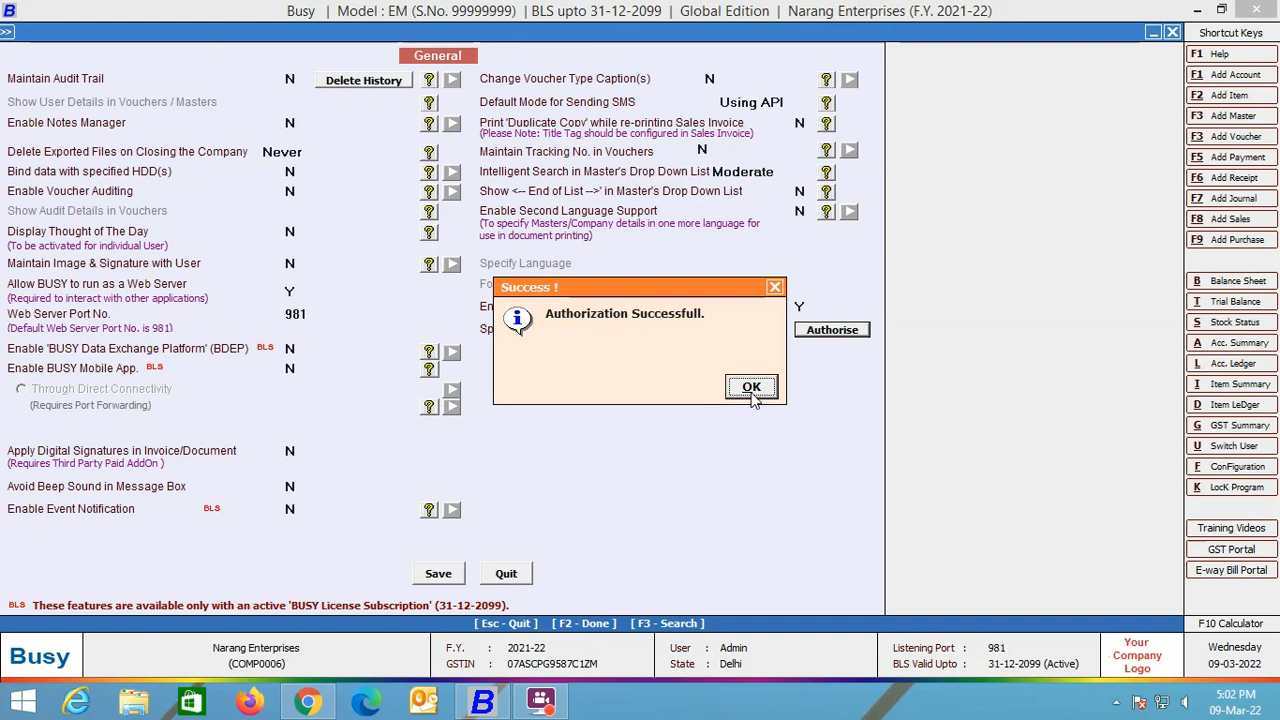 Busy | Model : EM (S.No. 99999999) | BLS upto 31-12-2099 | Global Edition | Narang Enterprises (F.Y. 2021-22)
>>
General
Maintain Audit Trail N Delete History ?
Show User Details in Vouchers / Masters ?
Enable Notes Manager N ?
Delete Exported Files on Closing the Company Never ?
Bind data with specified HDD(s) N ?
Enable Voucher Auditing N ?
Show Audit Details in Vouchers ?
Display Thought of The Day N ?
(To be activated for individual User)
Maintain Image & Signature with User N ?
Allow BUSY to run as a Web Server Y
(Required to interact with other applications)
Web Server Port No. 981
(Default Web Server Port No. is 981)
Enable 'BUSY Data Exchange Platform' (BDEP) BLS N ?
Enable BUSY Mobile App. BLS N ?
Through Direct Connectivity
(Requires Port Forwarding) ?
Apply Digital Signatures in Invoice/Document N
(Requires Third Party Paid AddOn )
Avoid Beep Sound in Message Box N
Enable Event Notification BLS N ?
Change Voucher Type Caption(s) N ?
Default Mode for Sending SMS Using API ?
Print 'Duplicate Copy' while re-printing Sales Invoice N ?
(Please Note: Title Tag should be configured in Sales Invoice)
Maintain Tracking No. in Vouchers N ?
Intelligent Search in Master's Drop Down List Moderate ?
Show <-- End of List -->' in Master's Drop Down List N ?
Enable Second Language Support N ?
(To specify Masters/Company details in one more language for
use in document printing)
Specify Language
Y
Authorise
Success !
Authorization Successfull.
OK
Save Quit
BLS These features are available only with an active 'BUSY License Subscription' (31-12-2099).
[ Esc - Quit ] [ F2 - Done ] [ F3 - Search ]
Shortcut Keys
F1 Help
F1 Add Account
F2 Add Item
F3 Add Master
F3 Add Voucher
F5 Add Payment
F6 Add Receipt
F7 Add Journal
F8 Add Sales
F9 Add Purchase
B Balance Sheet
T Trial Balance
S Stock Status
A Acc. Summary
L Acc. Ledger
I Item Summary
D Item LeDger
G GST Summary
U Switch User
F ConFiguration
K LocK Program
Training Videos
GST Portal
E-way Bill Portal
F10 Calculator
Busy
Narang Enterprises
(COMP0006)
F.Y. : 2021-22
GSTIN : 07ASCPG9587C1ZM
User : Admin
State : Delhi
Listening Port : 981
BLS Valid Upto : 31-12-2099 (Active)
Your
Company
Logo
Wednesday
09-03-2022
5:02 PM
09-Mar-22